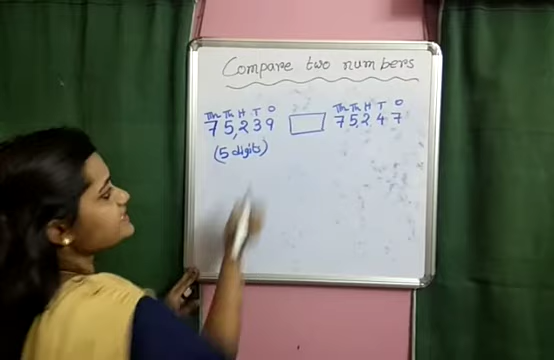 Compare two numbers
TTh Th H T O TTh Th H T O
75,239 75,247
(5 digits)